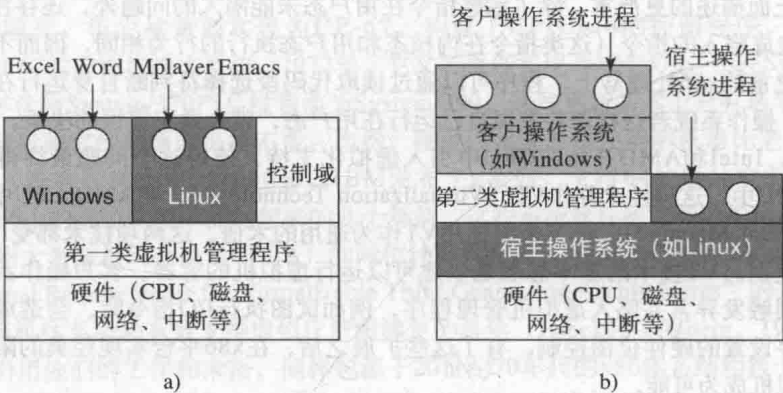 Excel Word Mplayer Emacs
Windows
Linux
控制域
第一类虚拟机管理程序
硬件（CPU、磁盘、
网络、中断等）
a)
客户操作系统进程
宿主操作
系统进程
客户操作系统
（如Windows）
第二类虚拟机管理程序
宿主操作系统（如Linux）
硬件（CPU、磁盘、
网络、中断等）
b)